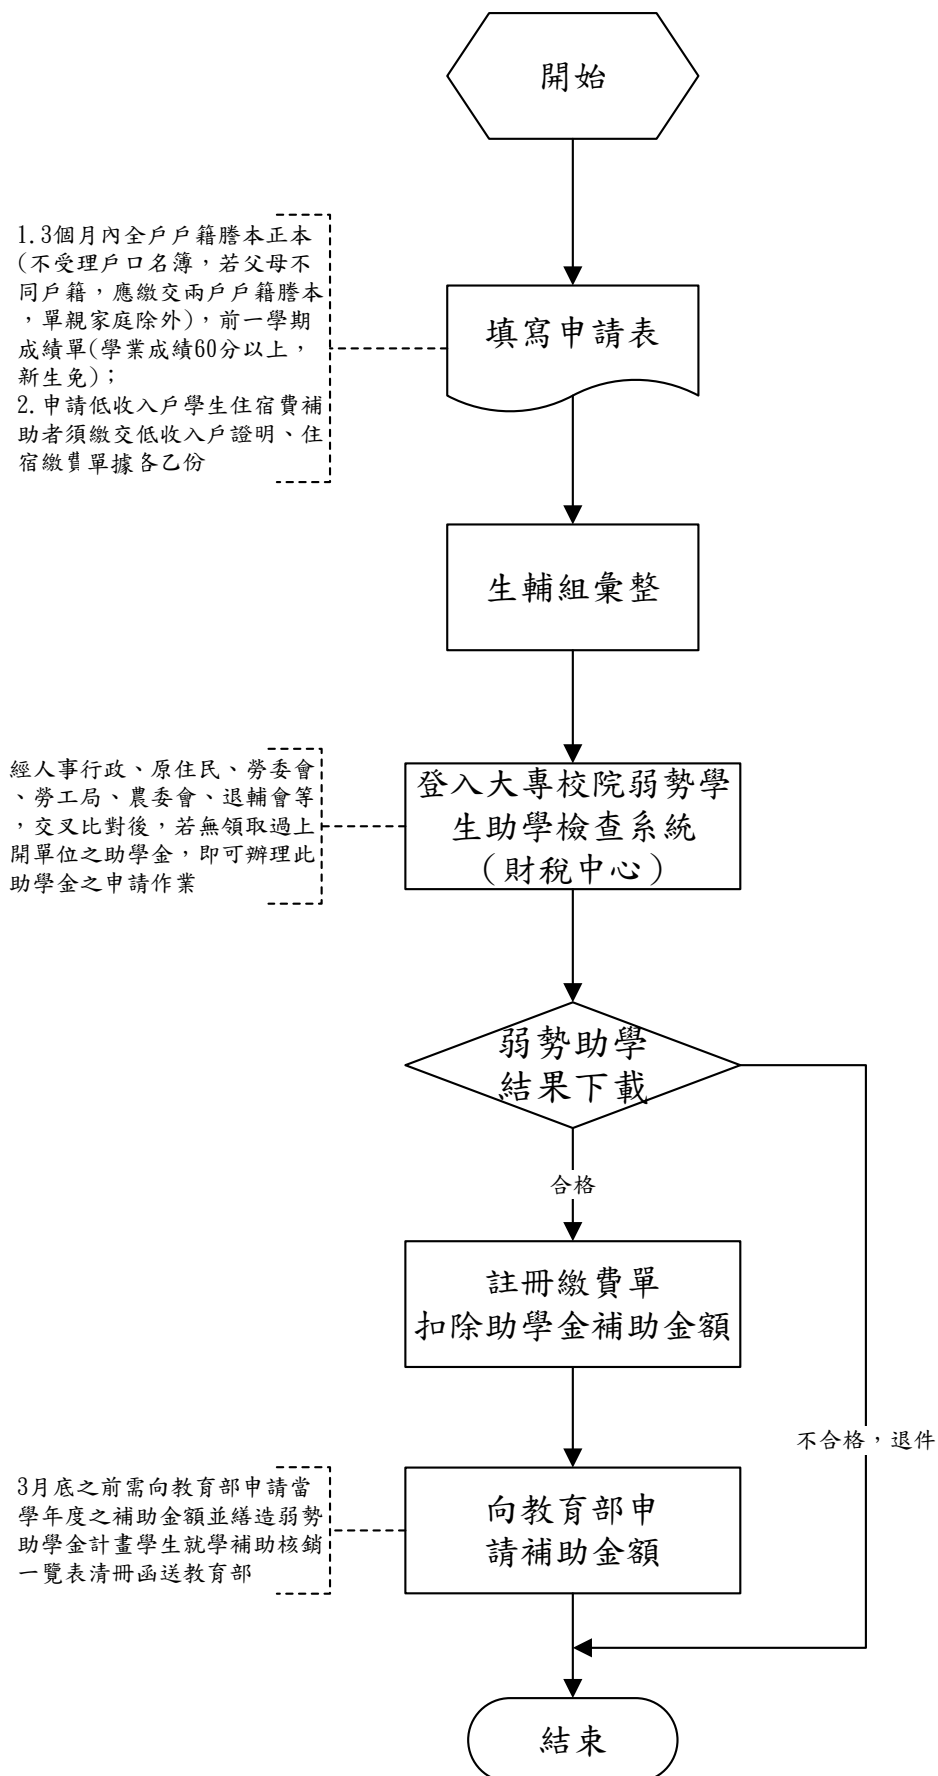 開始
1.3個月內全戶戶籍謄本正本
(不受理戶口名簿，若父母不
同戶籍，應繳交兩戶戶籍謄本
，單親家庭除外)，前一學期
成績單(學業成績60分以上，
新生免)；
2.申請低收入戶學生住宿費補
助者須繳交低收入戶證明、住
宿繳費單據各乙份
填寫申請表
生輔組彙整
經人事行政、原住民、勞委會
、勞工局、農委會、退輔會等
，交叉比對後，若無領取過上
開單位之助學金，即可辦理此
助學金之申請作業
登入大專校院弱勢學
生助學檢查系統
（財稅中心）
弱勢助學
結果下載
合格
註冊繳費單
扣除助學金補助金額
不合格，退件
3月底之前需向教育部申請當
學年度之補助金額並繕造弱勢
助學金計畫學生就學補助核銷
一覽表清冊函送教育部
向教育部申
請補助金額
結束